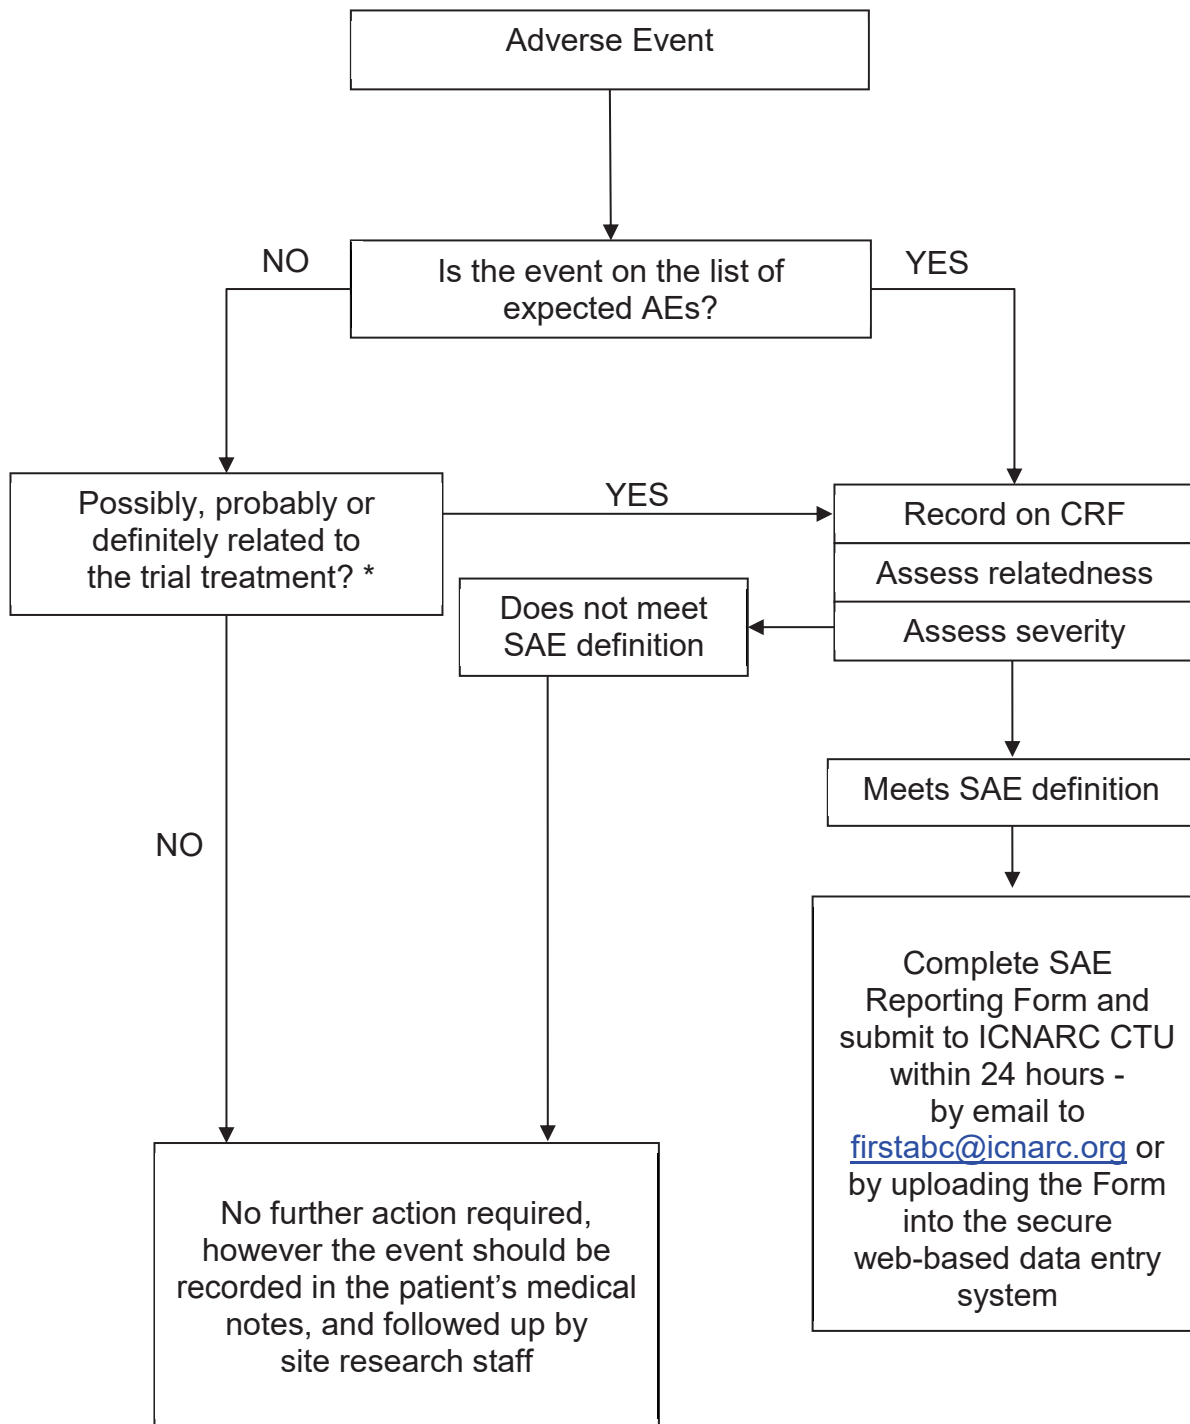 Adverse Event
NO
YES
Is the event on the list of
expected AEs?
Possibly, probably or
definitely related to
the trial treatment? *
YES
Record on CRF
Assess relatedness
Assess severity
Does not meet
SAE definition
Meets SAE definition
NO
Complete SAE
Reporting Form and
submit to ICNARC CTU
within 24 hours -
by email to
firstabc@icnarc.org or
by uploading the Form
into the secure
web-based data entry
system
No further action required,
however the event should be
recorded in the patient’s medical
notes, and followed up by
site research staff